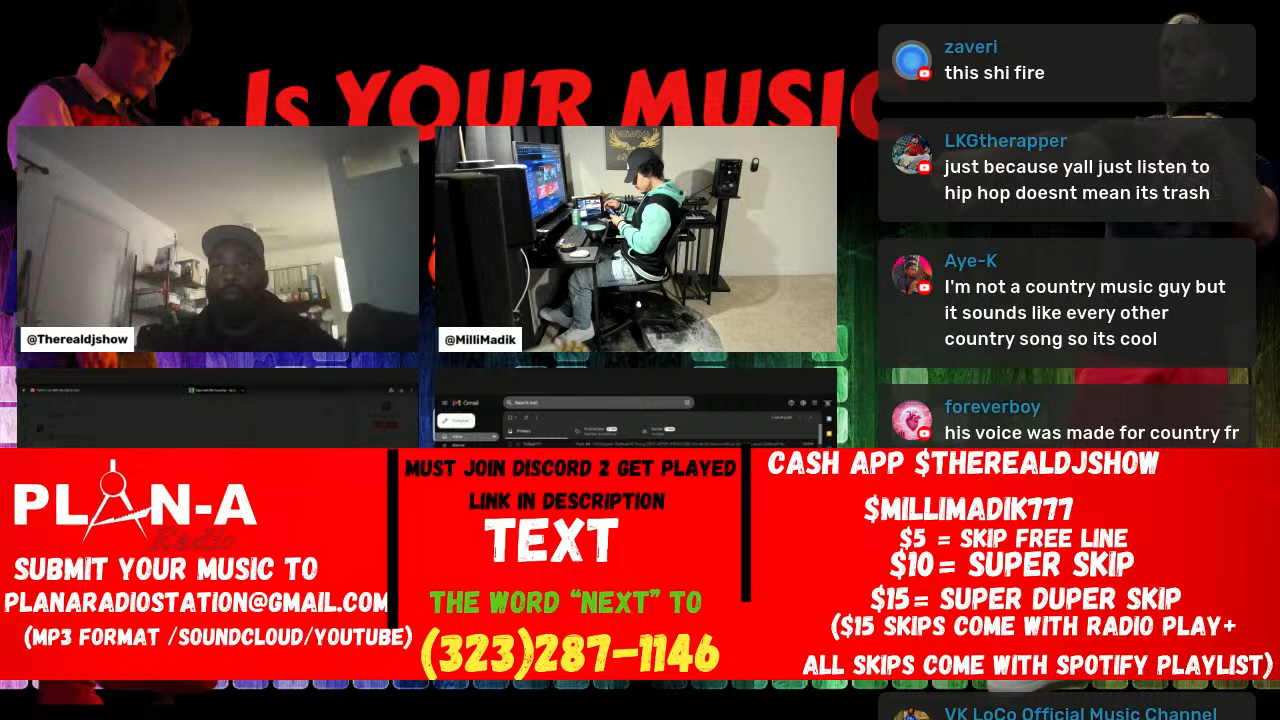 Is YOUR MUSIC
@Therealdjshow
@MilliMadik
Gmail
zaveri
this shi fire
LKGtherapper
just because yall just listen to
hip hop doesnt mean its trash
Aye-K
I'm not a country music guy but
it sounds like every other
country song so its cool
foreverboy
his voice was made for country fr
PLAN-A
Radio
SUBMIT YOUR MUSIC TO
PLANARADIOSTATION@GMAIL.COM
(MP3 FORMAT /SOUNDCLOUD/YOUTUBE)
MUST JOIN DISCORD 2 GET PLAYED
LINK IN DESCRIPTION
TEXT
THE WORD “NEXT” TO
(323)287-1146
CASH APP $THEREALDJSHOW
$MILLIMADIK777
$5 = SKIP FREE LINE
$10 = SUPER SKIP
$15= SUPER DUPER SKIP
($15 SKIPS COME WITH RADIO PLAY+
ALL SKIPS COME WITH SPOTIFY PLAYLIST)
VK LoCo Official Music Channel